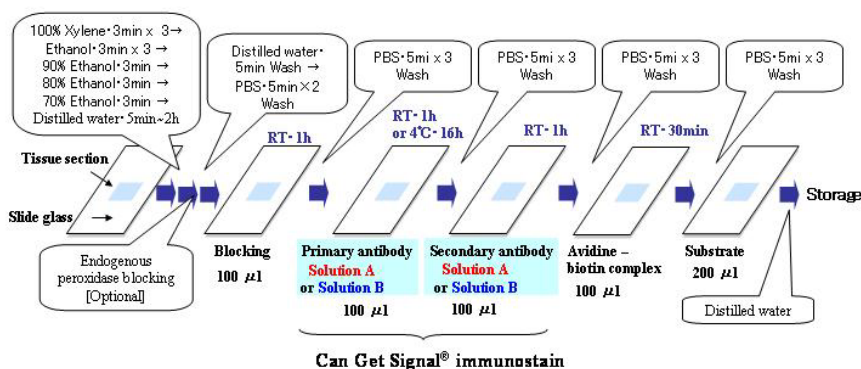 100% Xylene・3min x 3→
Ethanol・3min x 3 →
90% Ethanol・3min →
80% Ethanol・3min →
70% Ethanol・3min →
Distilled water・5min~2h
Distilled water・
5min Wash →
PBS・5min×2
Wash
PBS・5mi x 3
Wash
PBS・5mi x 3
Wash
PBS・5mi x 3
Wash
PBS・5mi x 3
Wash
RT・1h
RT・1h
or 4℃・16h
RT・1h
RT・30min
Tissue section
Slide glass
Storage
Endogenous
peroxidase blocking
[Optional]
Blocking
100 μl
Primary antibody
Solution A
or Solution B
100 μl
Secondary antibody
Solution A
or Solution B
100 μl
Avidine –
biotin complex
100 μl
Substrate
200 μl
Distilled water
Can Get Signal® immunostain